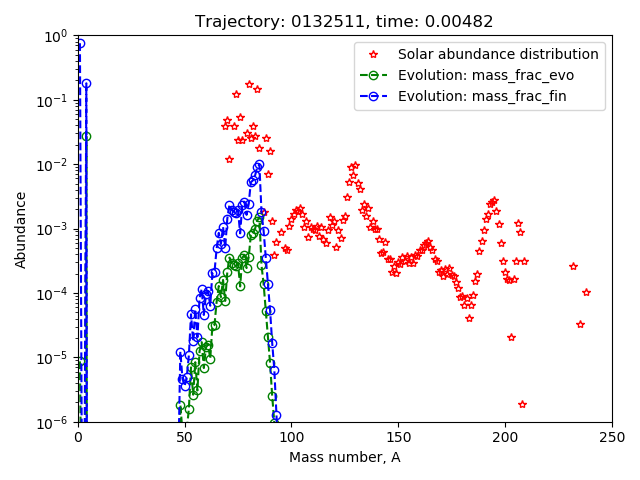 Trajectory: 0132511, time: 0.00482
Solar abundance distribution
Evolution: mass_frac_evo
Evolution: mass_frac_fin
Abundance
10^0
10^-1
10^-2
10^-3
10^-4
10^-5
10^-6
0 50 100 150 200 250
Mass number, A